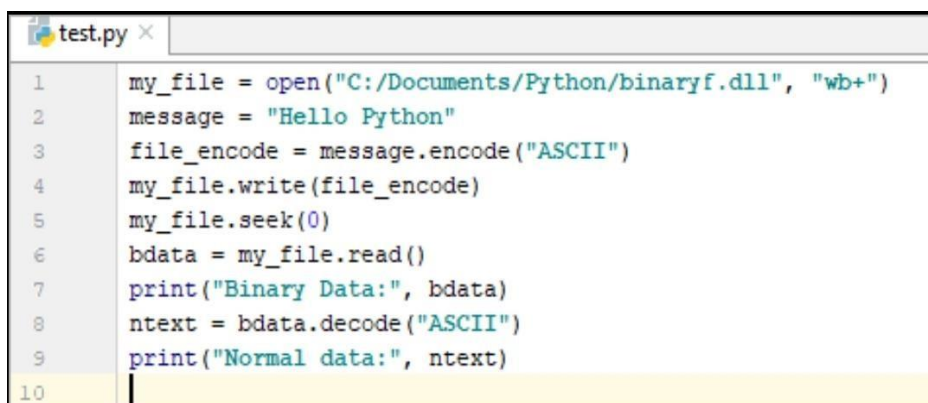 test.py
1 my_file = open("C:/Documents/Python/binaryf.dll", "wb+")
2 message = "Hello Python"
3 file_encode = message.encode("ASCII")
4 my_file.write(file_encode)
5 my_file.seek(0)
6 bdata = my_file.read()
7 print("Binary Data:", bdata)
8 ntext = bdata.decode("ASCII")
9 print("Normal data:", ntext)
10